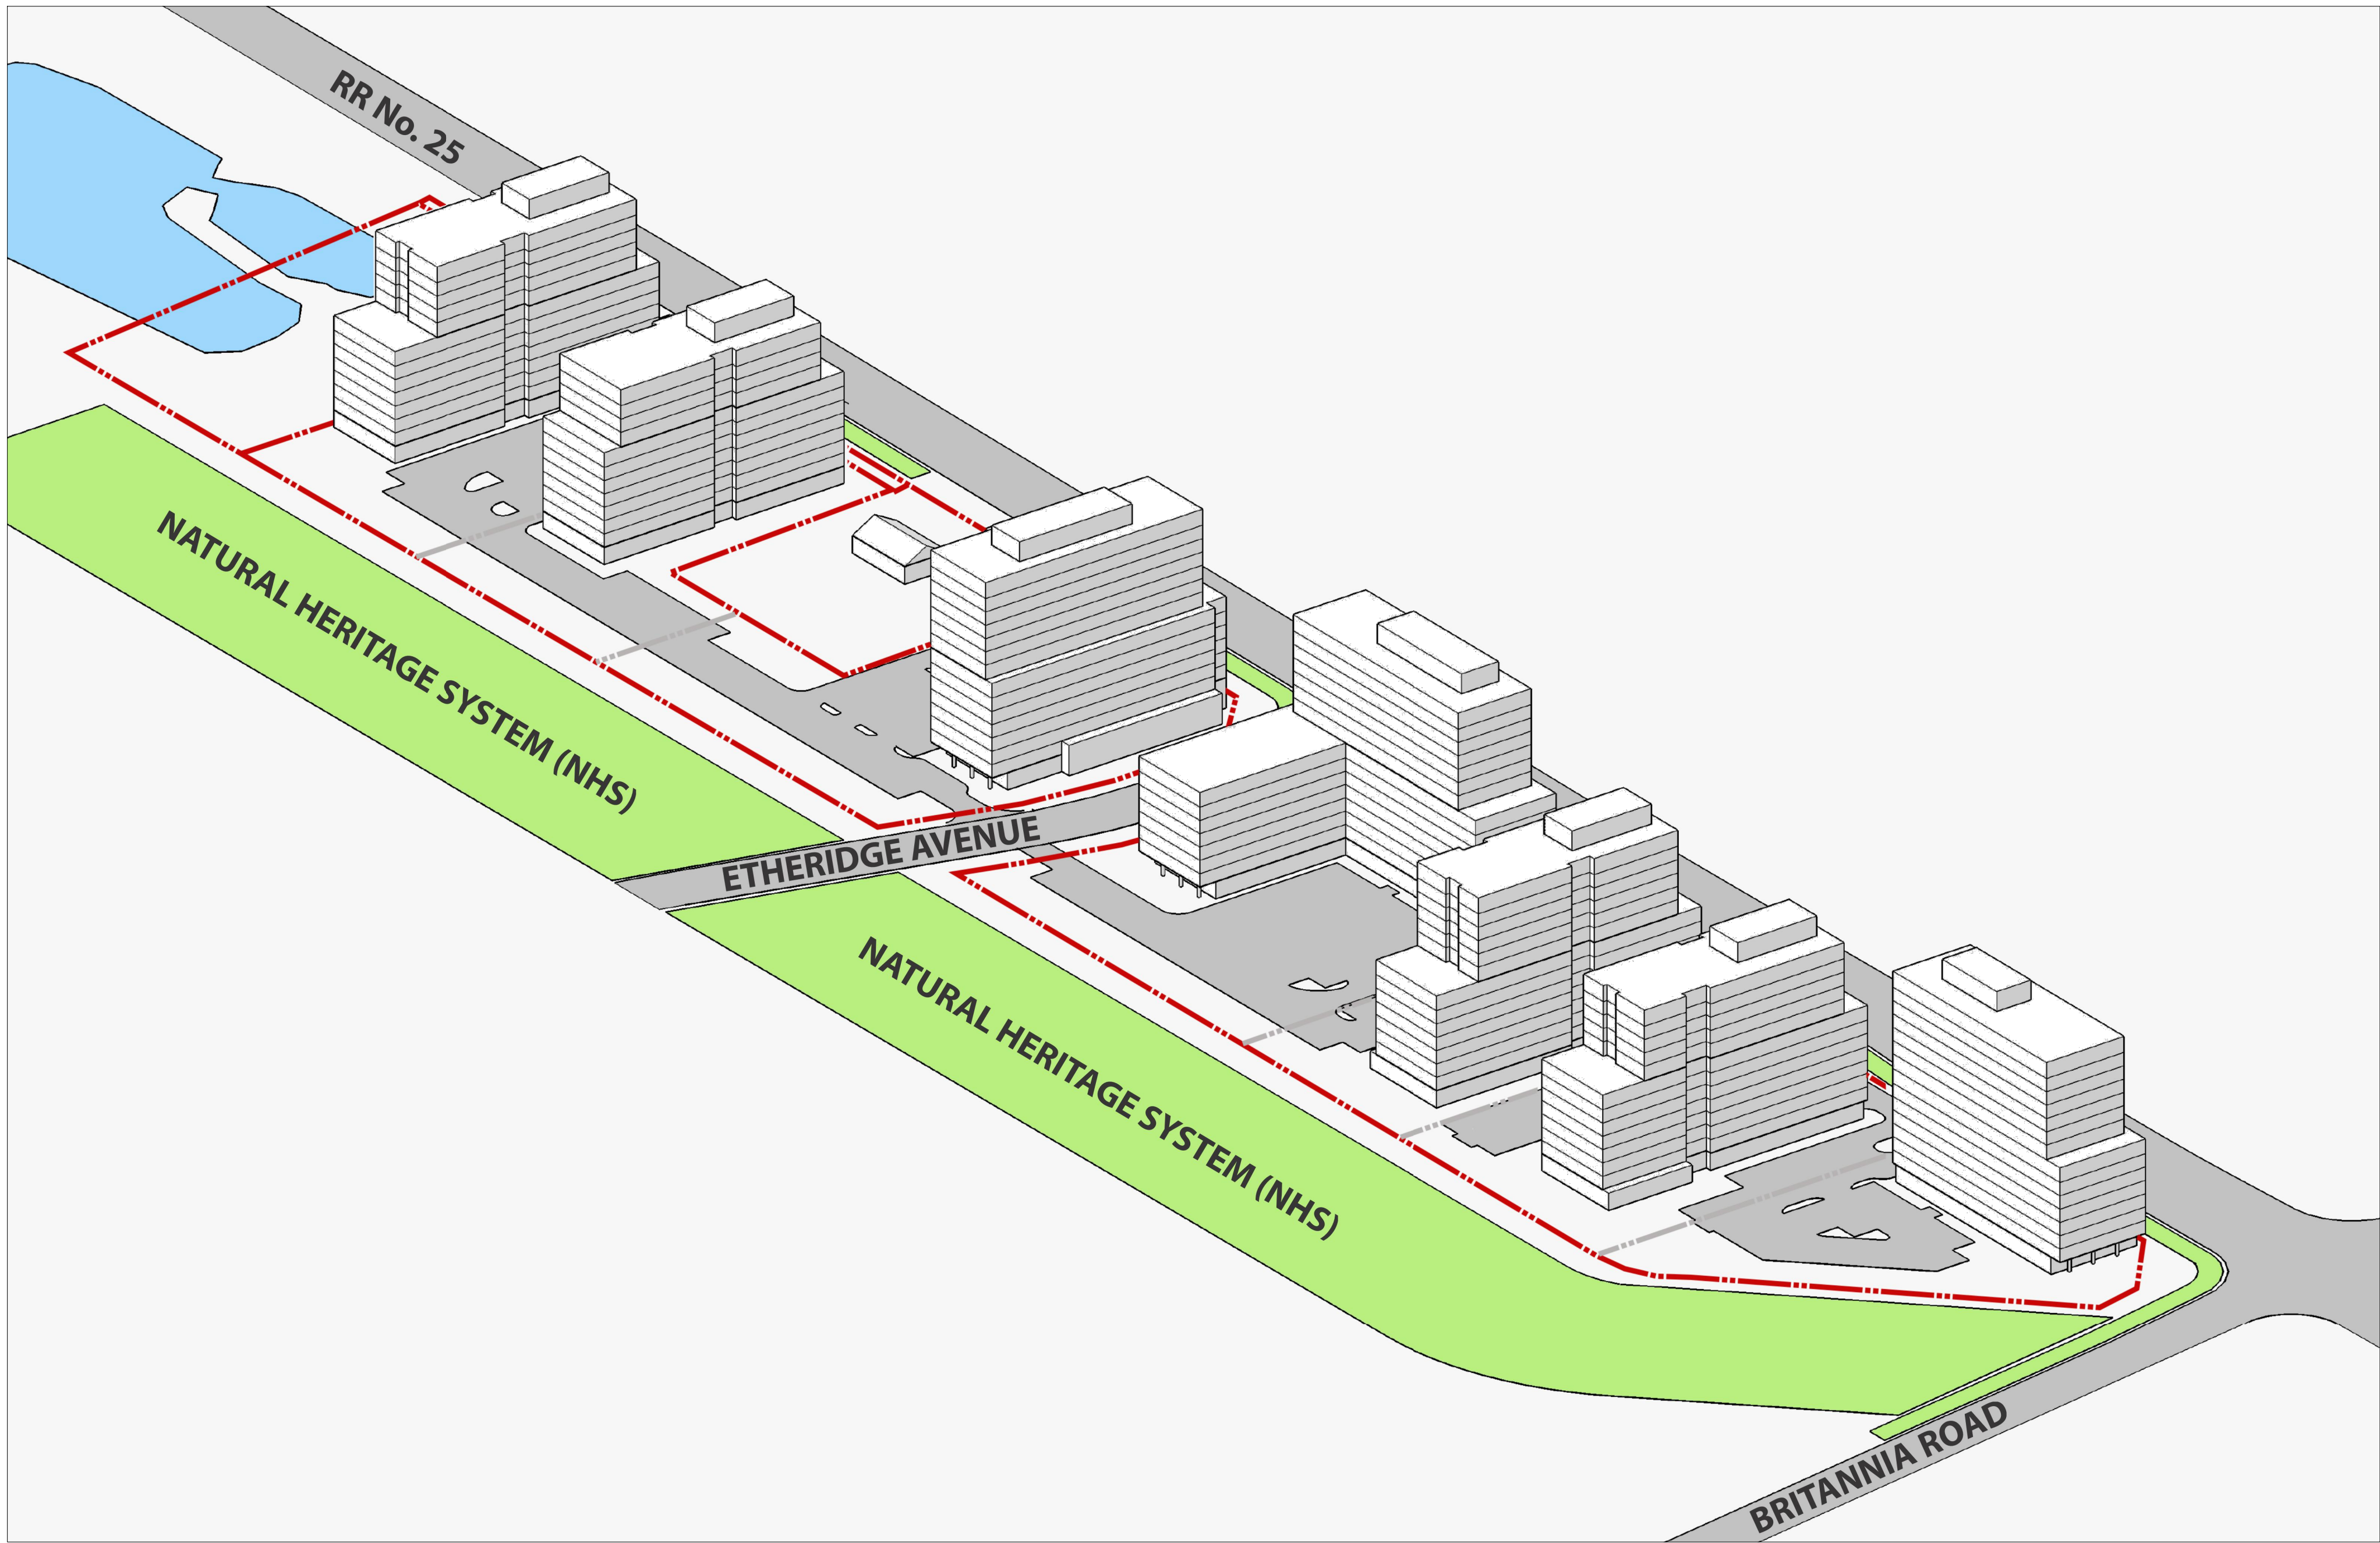 RR No. 25
NATURAL HERITAGE SYSTEM (NHS)
ETHERIDGE AVENUE
NATURAL HERITAGE SYSTEM (NHS)
BRITANNIA ROAD